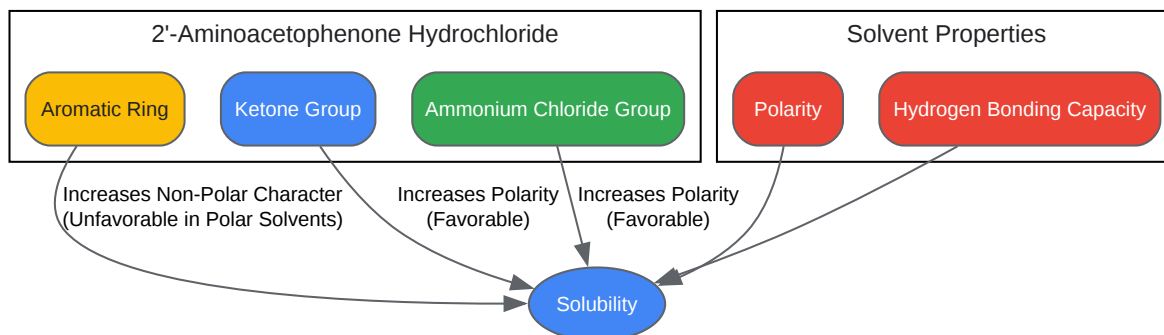 2'-Aminoacetophenone Hydrochloride
Solvent Properties
Aromatic Ring
Ketone Group
Ammonium Chloride Group
Polarity
Hydrogen Bonding Capacity
Increases Non-Polar Character
(Unfavorable in Polar Solvents)
Increases Polarity
(Favorable)
Increases Polarity
(Favorable)
Solubility